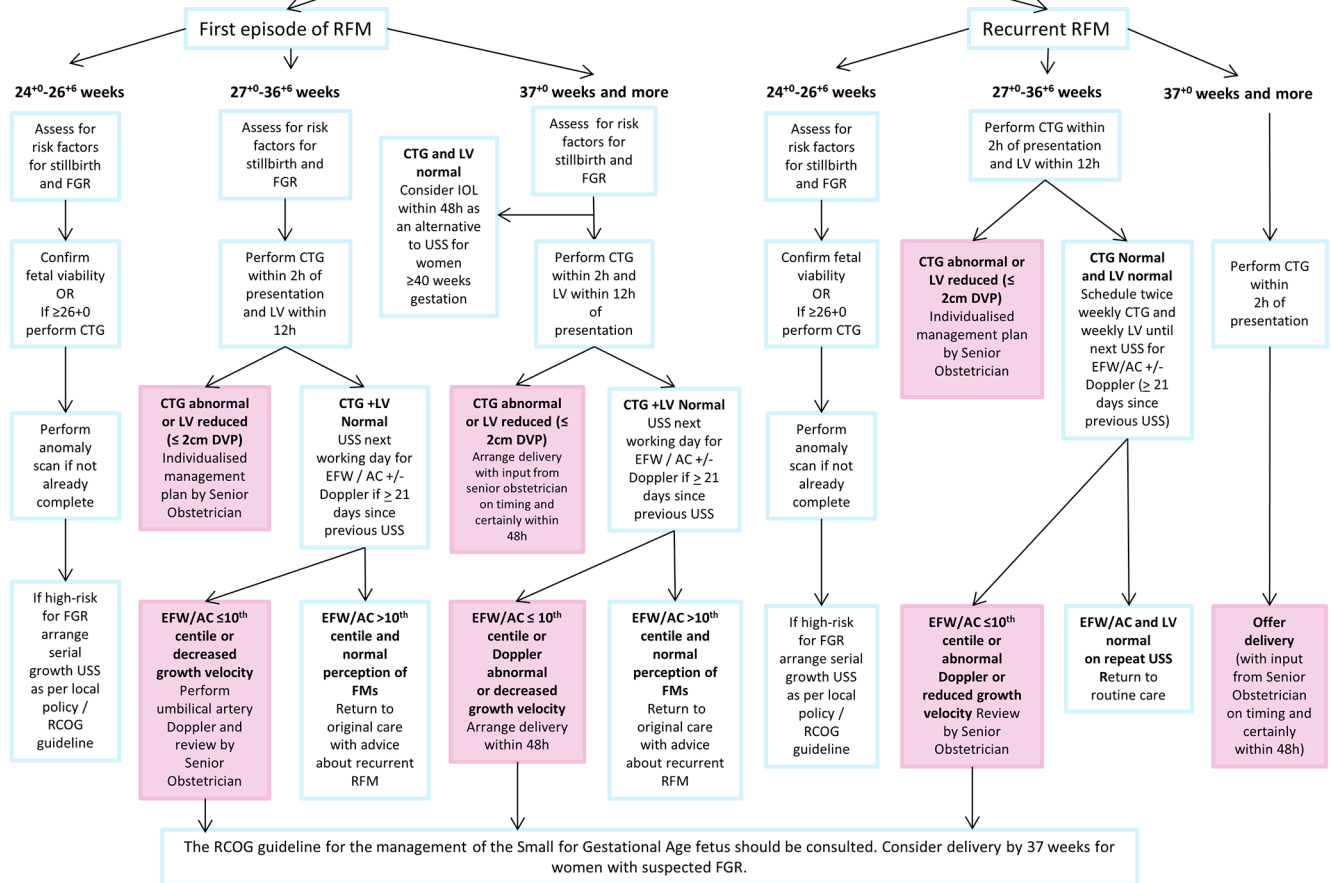 First episode of RFM
24+0-26+6 weeks
Assess for
risk factors
for stillbirth
and FGR
Confirm
fetal viability
OR
If ≥26+0
perform CTG
Perform
anomaly
scan if not
already
complete
If high-risk
for FGR
arrange
serial
growth USS
as per local
policy /
RCOG
guideline
27+0-36+6 weeks
Assess for risk
factors for
stillbirth and
FGR
Perform CTG
within 2h of
presentation
and LV within
12h
CTG abnormal
or LV reduced
(≤ 2cm DVP)
Individualised
management
plan by Senior
Obstetrician
CTG +LV
Normal
USS next
working day for
EFW / AC +/-
Doppler if ≥ 21
days since
previous USS
EFW/AC ≤10th
centile or
decreased
growth velocity
Perform
umbilical artery
Doppler and
review by
Senior
Obstetrician
EFW/AC >10th
centile and
normal
perception of
FMs
Return to
original care
with advice
about recurrent
RFM
37+0 weeks and more
Assess for risk
factors for
stillbirth and
FGR
CTG and LV
normal
Consider IOL
within 48h as
an alternative
to USS for
women
≥40 weeks
gestation
Perform CTG
within 2h and
LV within 12h
of
presentation
CTG abnormal
or LV reduced (≤
2cm DVP)
Arrange delivery
with input from
senior obstetrician
on timing and
certainly within
48h
CTG +LV Normal
USS next
working day for
EFW / AC +/-
Doppler if ≥ 21
days since
previous USS
EFW/AC ≤ 10th
centile or
Doppler
abnormal
or decreased
growth velocity
Arrange delivery
within 48h
EFW/AC >10th
centile and
normal
perception of
FMs
Return to
original care
with advice
about recurrent
RFM
Recurrent RFM
24+0-26+6 weeks
Assess for
risk factors
for stillbirth
and FGR
Confirm fetal
viability
OR
If ≥26+0
perform CTG
Perform
anomaly
scan if not
already
complete
If high-risk
for FGR
arrange serial
growth USS
as per local
policy /
RCOG
guideline
27+0-36+6 weeks
Perform CTG within
2h of presentation
and LV within 12h
CTG abnormal or
LV reduced (≤
2cm DVP)
Individualised
management plan
by Senior
Obstetrician
CTG Normal
and LV normal
Schedule twice
weekly CTG and
weekly LV until
next USS for
EFW/AC +/-
Doppler (≥ 21
days since
previous USS)
EFW/AC ≤10th
centile or
abnormal
Doppler or
reduced growth
velocity Review
by Senior
Obstetrician
EFW/AC and LV
normal
on repeat USS
Return to
routine care
37+0 weeks and more
Perform CTG
within
2h of
presentation
Offer
delivery
(with input
from Senior
Obstetrician
on timing and
certainly
within 48h)
The RCOG guideline for the management of the Small for Gestational Age fetus should be consulted. Consider delivery by 37 weeks for
women with suspected FGR.